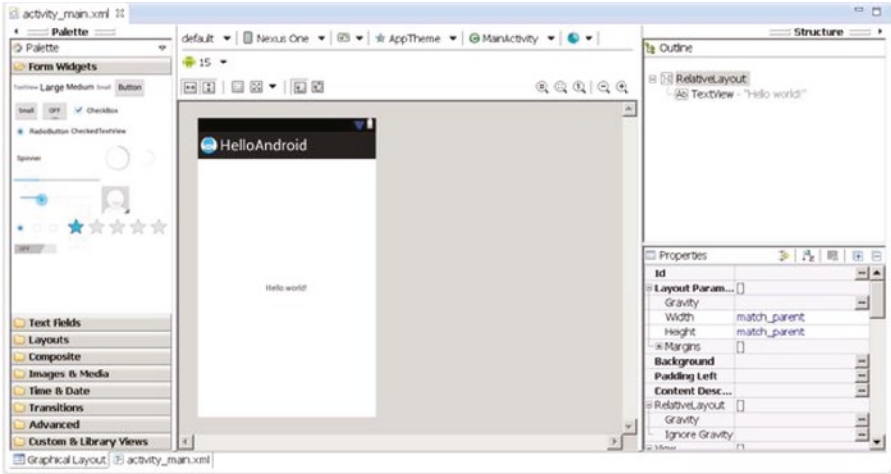 activity_main.xml
Palette
Palette
Form Widgets
TextView Large Medium Small Button
Small OFF CheckBox
RadioButton CheckedTextView
Spinner
OFF
Text Fields
Layouts
Composite
Images & Media
Time & Date
Transitions
Advanced
Custom & Library Views
Graphical Layout activity_main.xml
default Nexus One AppTheme MainActivity
15
HelloAndroid
Hello world!
Structure
Outline
RelativeLayout
Ab TextView - "Hello world!"
Properties
Id
Layout Param... []
Gravity
Width match_parent
Height match_parent
Margins []
Background
Padding Left
Content Desc...
RelativeLayout []
Gravity
Ignore Gravity
View []